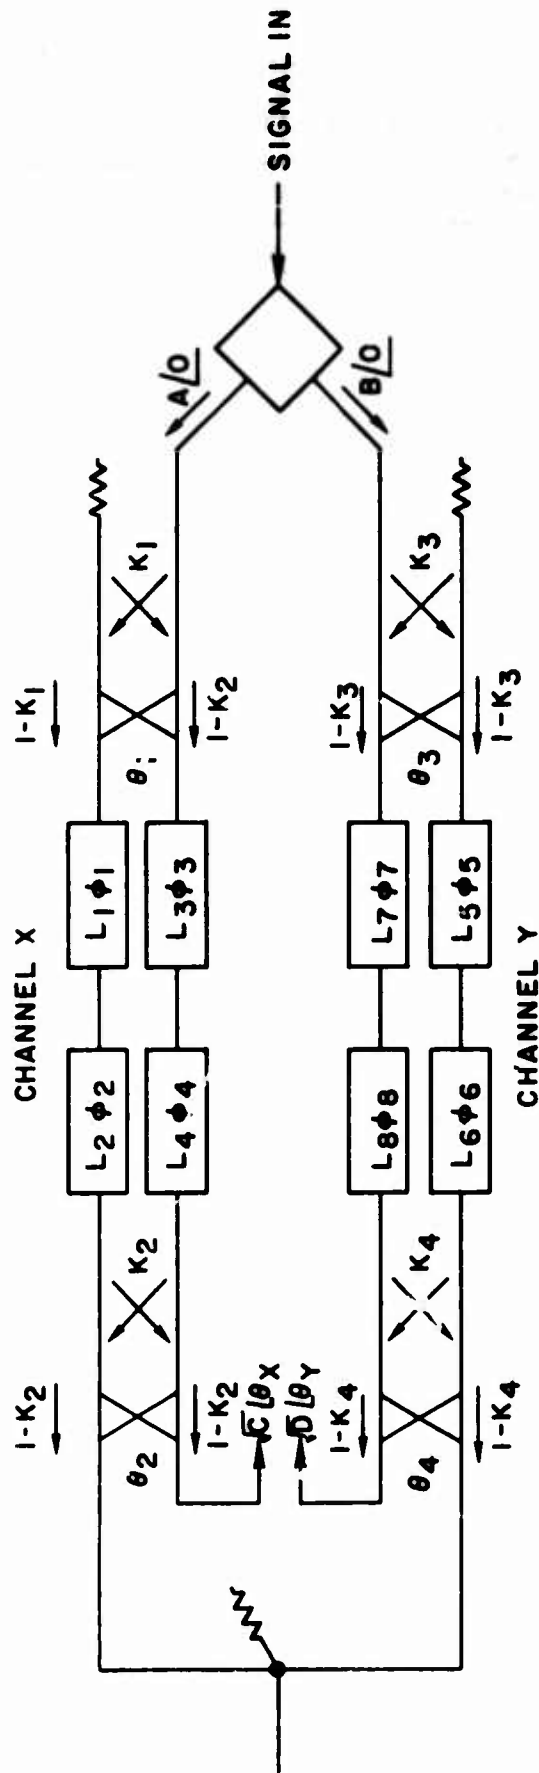 SIGNAL IN
A/0
B/0
K1
K3
1-K1
1-K2
1-K3
1-K3
θi
θ3
L1ϕ1
L3ϕ3
L7ϕ7
L5ϕ5
CHANNEL X
CHANNEL Y
L2ϕ2
L4ϕ4
L8ϕ8
L6ϕ6
K2
K4
1-K2
1-K2
√C/θX
√D/θY
1-K4
1-K4
θ2
θ4